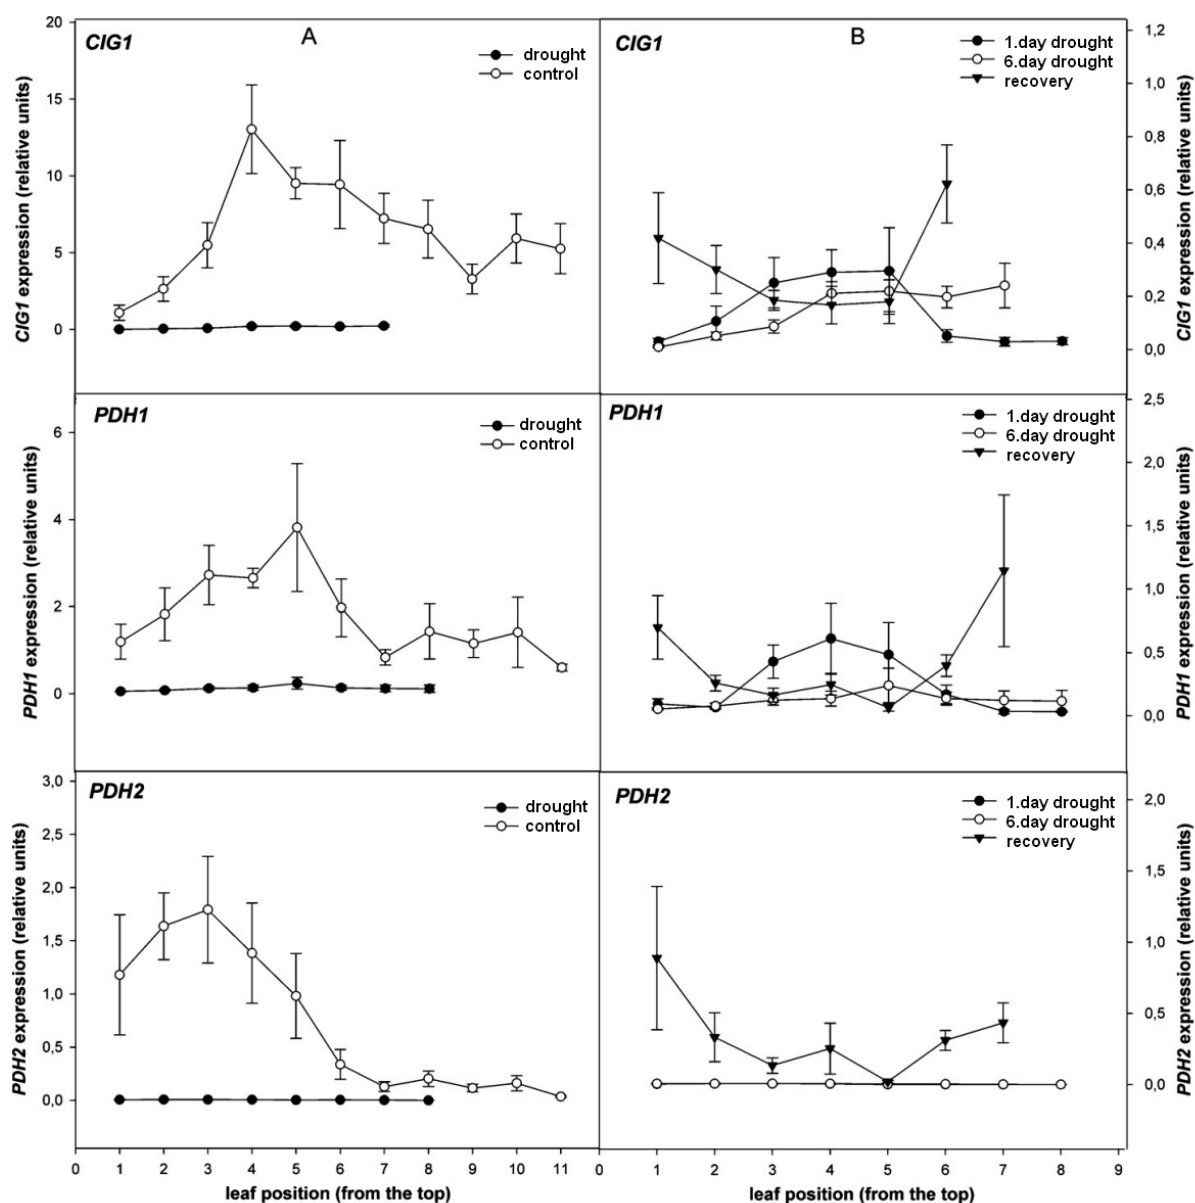 A
CIG1
drought
control
20
15
10
5
0
CIG1 expression (relative units)
B
CIG1
1.day drought
6.day drought
recovery
1,2
1,0
0,8
0,6
0,4
0,2
0,0
CIG1 expression (relative units)
PDH1
drought
control
6
4
2
0
PDH1 expression (relative units)
PDH1
1.day drought
6.day drought
recovery
2,5
2,0
1,5
1,0
0,5
0,0
PDH1 expression (relative units)
PDH2
drought
control
3,0
2,5
2,0
1,5
1,0
0,5
0,0
PDH2 expression (relative units)
0 1 2 3 4 5 6 7 8 9 10 11
leaf position (from the top)
PDH2
1.day drought
6.day drought
recovery
2,0
1,5
1,0
0,5
0,0
PDH2 expression (relative units)
0 1 2 3 4 5 6 7 8 9
leaf position (from the top)